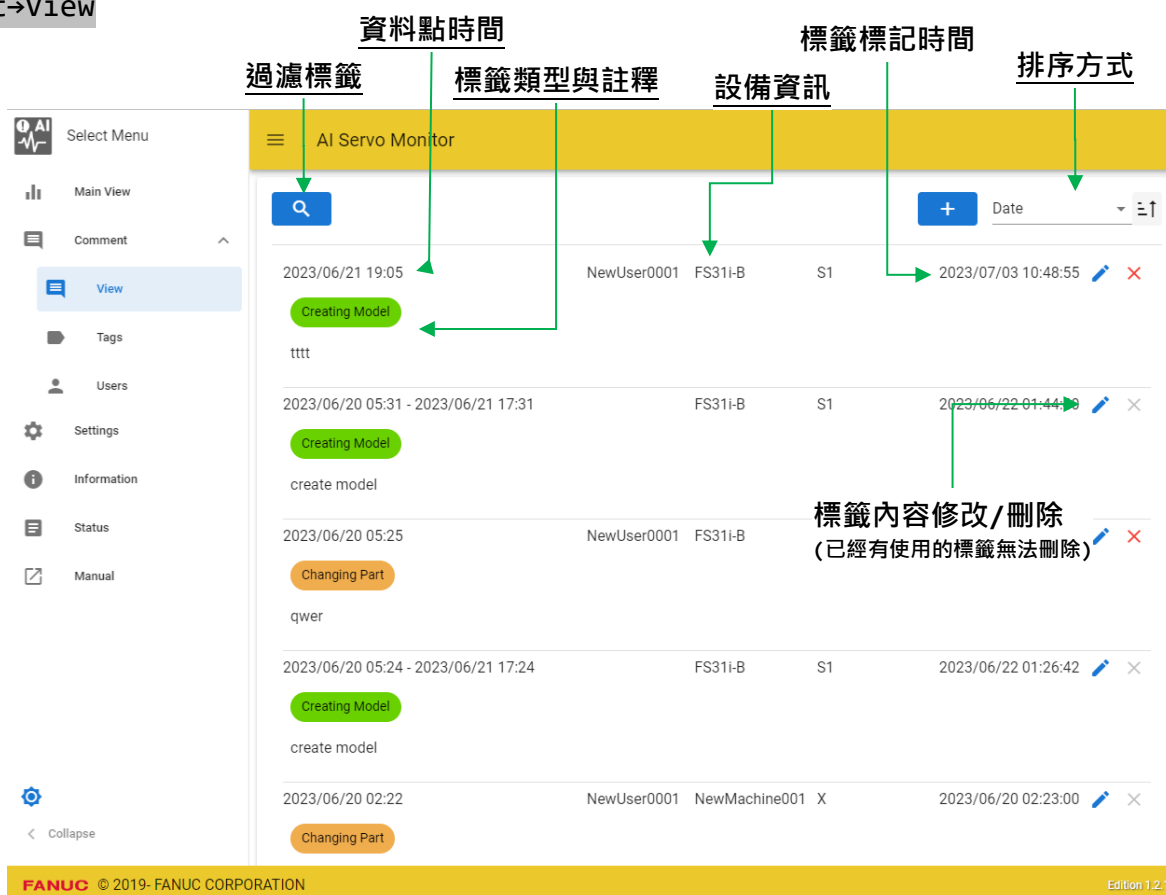 →View
資料點時間
標籤標記時間
過濾標籤
標籤類型與註釋
設備資訊
排序方式
Select Menu
AI Servo Monitor
Main View
Comment
View
Tags
Users
Settings
Information
Status
Manual
Collapse
Date
2023/06/21 19:05 NewUser0001 FS31i-B S1 2023/07/03 10:48:55
Creating Model
tttt
2023/06/20 05:31 - 2023/06/21 17:31 FS31i-B S1 2023/06/22 01:44:
Creating Model
create model
標籤內容修改/刪除
(已經有使用的標籤無法刪除)
2023/06/20 05:25 NewUser0001 FS31i-B
Changing Part
qwer
2023/06/20 05:24 - 2023/06/21 17:24 FS31i-B S1 2023/06/22 01:26:42
Creating Model
create model
2023/06/20 02:22 NewUser0001 NewMachine001 X 2023/06/20 02:23:00
Changing Part
FANUC © 2019- FANUC CORPORATION
Edition 1.2